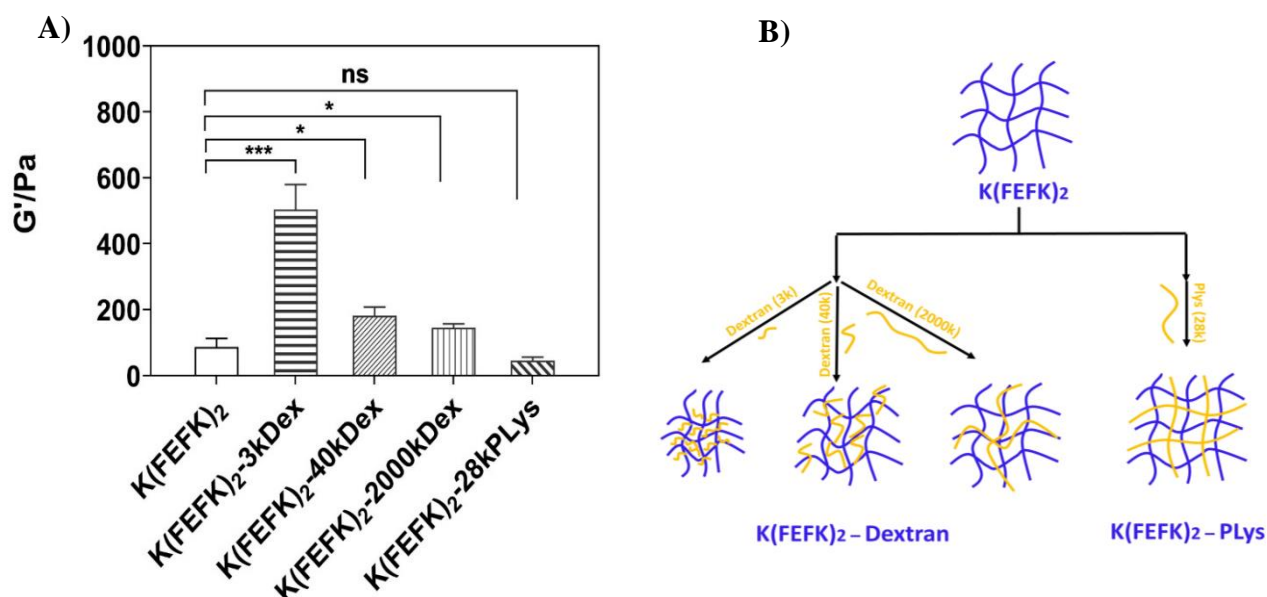 A)
G'/Pa
1000
800
600
400
200
0
ns
*
*
***
K(FEFK)₂
K(FEFK)₂-3kDex
K(FEFK)₂-40kDex
K(FEFK)₂-2000kDex
K(FEFK)₂-28kPLys
B)
K(FEFK)₂
Dextran (3k)
Dextran (40k)
Dextran (2000k)
Plys (28k)
K(FEFK)₂ – Dextran
K(FEFK)₂ – PLys